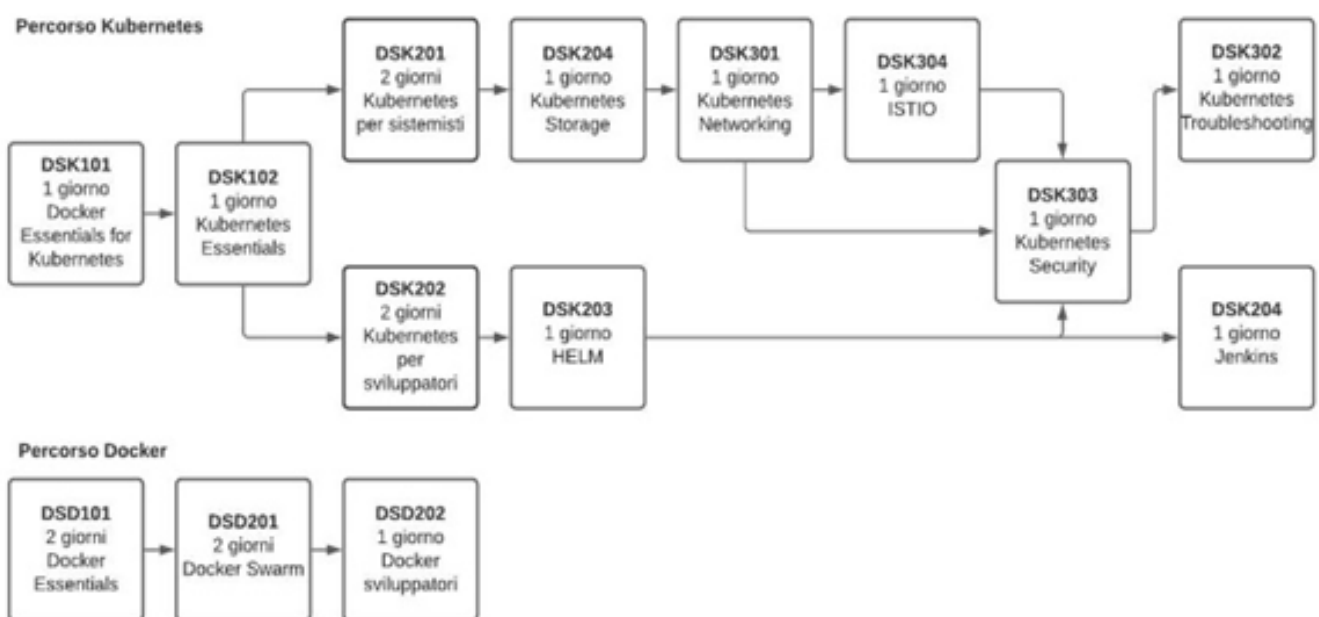 Percorso Kubernetes
DSK101
1 giorno
Docker
Essentials for
Kubernetes
DSK102
1 giorno
Kubernetes
Essentials
DSK201
2 giorni
Kubernetes
per sistemisti
DSK204
1 giorno
Kubernetes
Storage
DSK301
1 giorno
Kubernetes
Networking
DSK304
1 giorno
ISTIO
DSK303
1 giorno
Kubernetes
Security
DSK302
1 giorno
Kubernetes
Troubleshooting
DSK202
2 giorni
Kubernetes
per
sviluppatori
DSK203
1 giorno
HELM
DSK204
1 giorno
Jenkins
Percorso Docker
DSD101
2 giorni
Docker
Essentials
DSD201
2 giorni
Docker Swarm
DSD202
1 giorno
Docker
sviluppatori